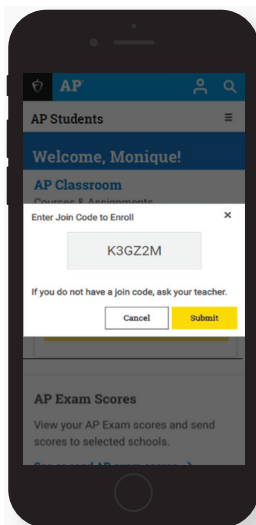 AP
AP Students
Welcome, Monique!
AP Classroom
Courses & Assignments
Enter Join Code to Enroll
K3GZ2M
If you do not have a join code, ask your teacher.
Cancel Submit
AP Exam Scores
View your AP Exam scores and send
scores to selected schools.